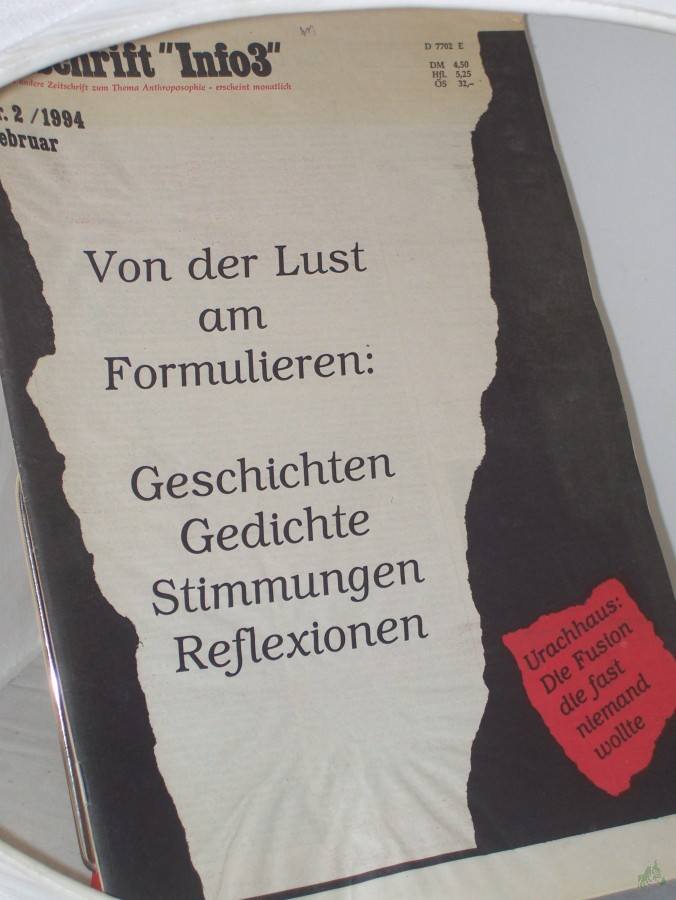 schrift "Info3"
andere Zeitschrift zum Thema Anthroposophie - erscheint monatlich
D 7702 E
DM 4,50
Hfl. 5,25
ÖS 32,--
r. 2 /1994
ebruar
Von der Lust
am
Formulieren:
Geschichten
Gedichte
Stimmungen
Reflexionen
Urachhaus:
Die Fusion
die fast
niemand
wollte